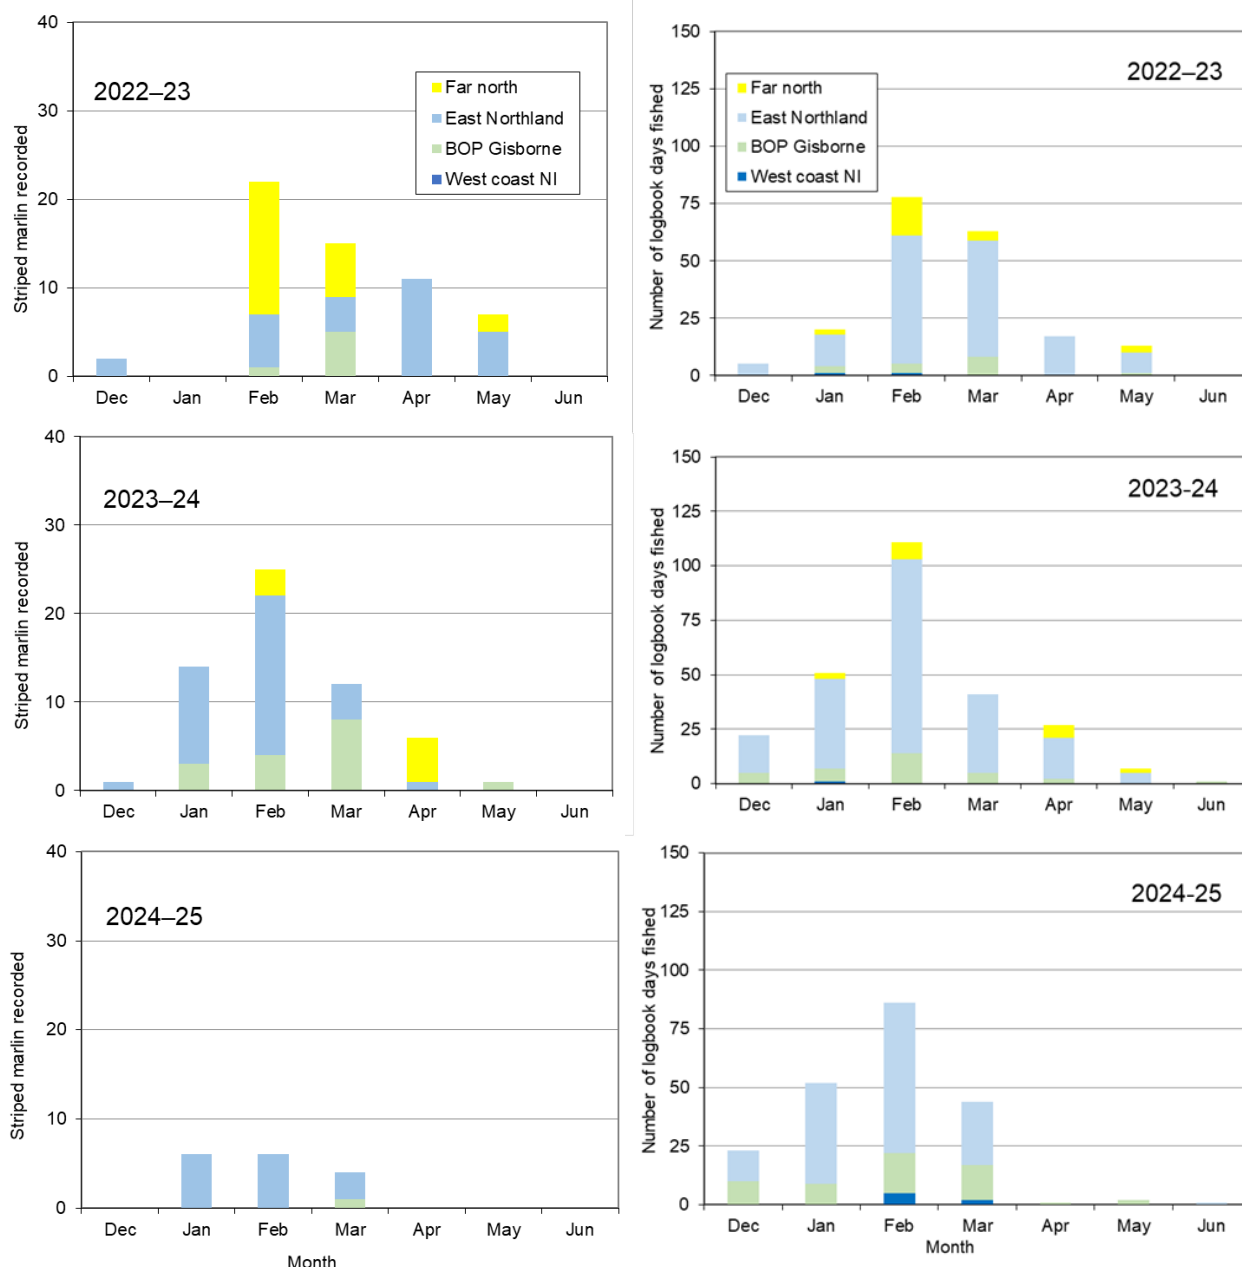 2022–23
Striped marlin recorded
40
30
20
10
0
Far north
East Northland
BOP Gisborne
West coast NI
Dec Jan Feb Mar Apr May Jun
2022–23
Number of logbook days fished
150
125
100
75
50
25
0
Far north
East Northland
BOP Gisborne
West coast NI
Dec Jan Feb Mar Apr May Jun
2023–24
Striped marlin recorded
40
30
20
10
0
Dec Jan Feb Mar Apr May Jun
2023-24
Number of logbook days fished
150
125
100
75
50
25
0
Dec Jan Feb Mar Apr May Jun
2024–25
Striped marlin recorded
40
30
20
10
0
Dec Jan Feb Mar Apr May Jun
Month
2024-25
Number of logbook days fished
150
125
100
75
50
25
0
Dec Jan Feb Mar Apr May Jun
Month